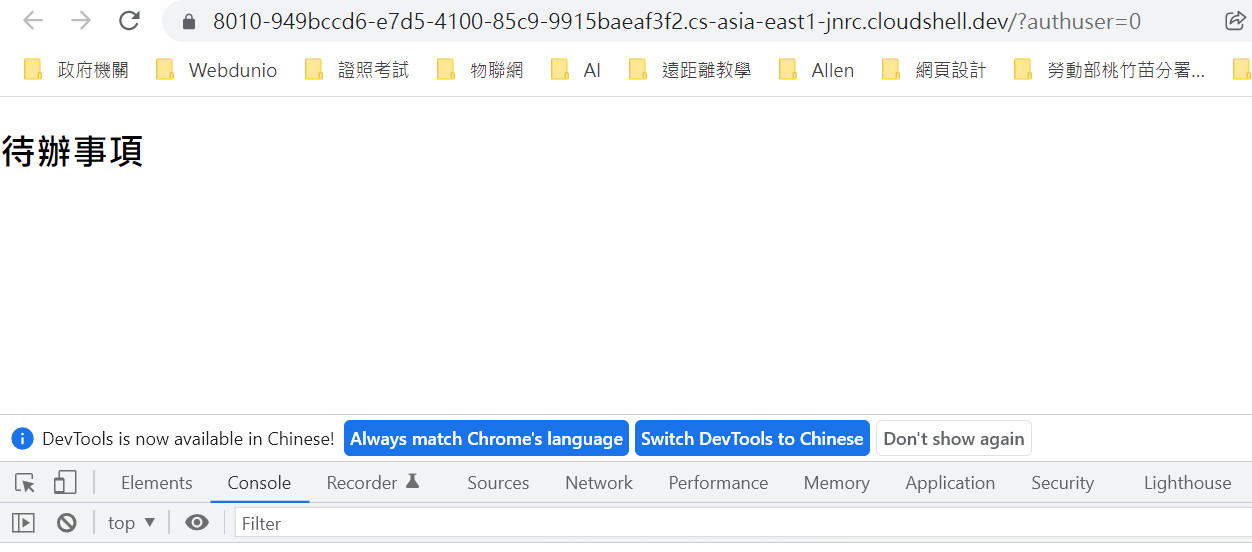 8010-949bccd6-e7d5-4100-85c9-9915baeaf3f2.cs-asia-east1-jnrc.cloudshell.dev/?authuser=0
政府機關 Webdunio 證照考試 物聯網 AI 遠距離教學 Allen 網頁設計 勞動部桃竹苗分署...
待辦事項
DevTools is now available in Chinese! Always match Chrome's language Switch DevTools to Chinese Don't show again
Elements Console Recorder Sources Network Performance Memory Application Security Lighthouse
top Filter